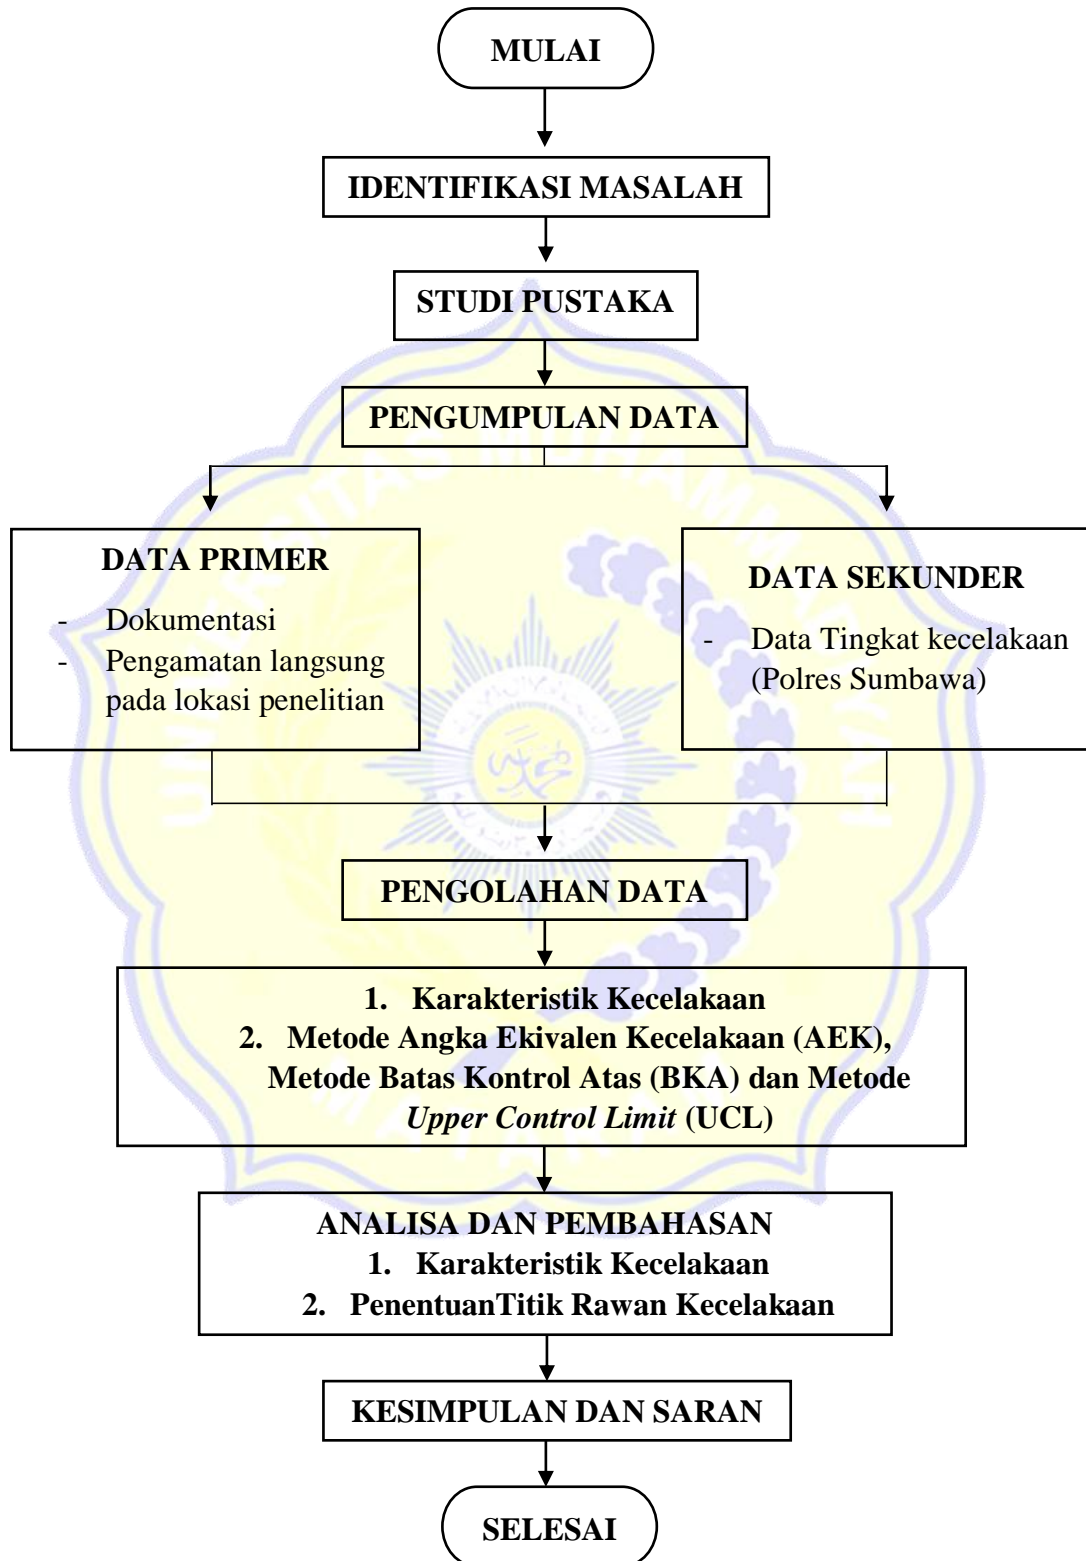 MULAI
IDENTIFIKASI MASALAH
STUDI PUSTAKA
PENGUMPULAN DATA
DATA PRIMER
- Dokumentasi
- Pengamatan langsung
pada lokasi penelitian
DATA SEKUNDER
- Data Tingkat kecelakaan
(Polres Sumbawa)
PENGOLAHAN DATA
1. Karakteristik Kecelakaan
2. Metode Angka Ekivalen Kecelakaan (AEK),
Metode Batas Kontrol Atas (BKA) dan Metode
Upper Control Limit (UCL)
ANALISA DAN PEMBAHASAN
1. Karakteristik Kecelakaan
2. PenentuanTitik Rawan Kecelakaan
KESIMPULAN DAN SARAN
SELESAI
UNIVERSITAS MUHAMMADIYAH
MATARAM